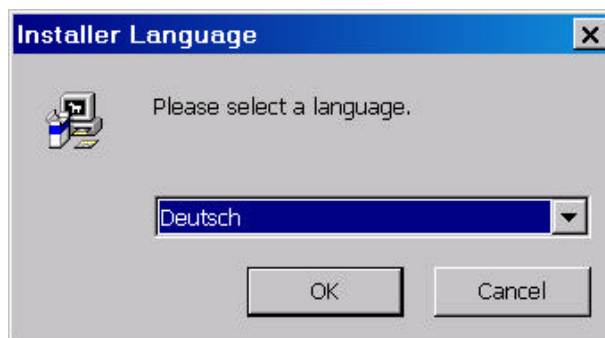 Installer Language
Please select a language.
Deutsch
OK
Cancel